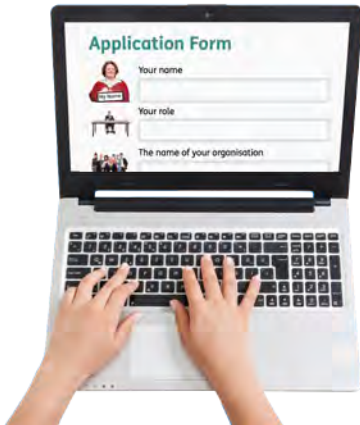 Application Form
Your name
My Name
Your role
The name of your organisation